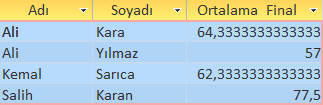 Adı Soyadı Ortalama Final
Ali Kara 64,3333333333333
Ali Yılmaz 57
Kemal Sarıca 62,3333333333333
Salih Karan 77,5